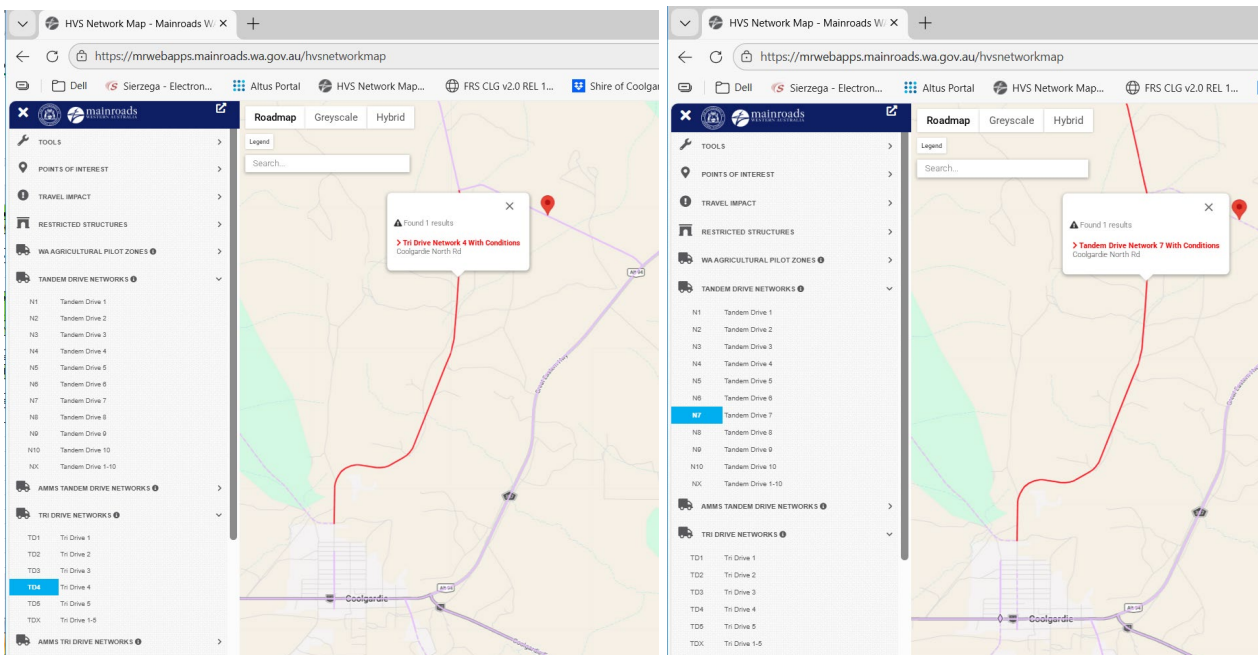 HVS Network Map - Mainroads WA
https://mrwebapps.mainroads.wa.gov.au/hvsnetworkmap
Dell
Sierzega - Electron...
Altus Portal
HVS Network Map...
FRS CLG v2.0 REL 1...
Shire of Coolgar
mainroads
WESTERN AUSTRALIA
TOOLS
POINTS OF INTEREST
TRAVEL IMPACT
RESTRICTED STRUCTURES
WA AGRICULTURAL PILOT ZONES
TANDEM DRIVE NETWORKS
N1 Tandem Drive 1
N2 Tandem Drive 2
N3 Tandem Drive 3
N4 Tandem Drive 4
N5 Tandem Drive 5
N6 Tandem Drive 6
N7 Tandem Drive 7
N8 Tandem Drive 8
N9 Tandem Drive 9
N10 Tandem Drive 10
NX Tandem Drive 1-10
AMMS TANDEM DRIVE NETWORKS
TRI DRIVE NETWORKS
TD1 Tri Drive 1
TD2 Tri Drive 2
TD3 Tri Drive 3
TD4 Tri Drive 4
TD5 Tri Drive 5
TDX Tri Drive 1-5
AMMS TRI DRIVE NETWORKS
Roadmap Greyscale Hybrid
Legend
Search...
Found 1 results
> Tri Drive Network 4 With Conditions
Coolgardie North Rd
Alt 94
Great Eastern Hwy
Alt 94
Coolgardie
HVS Network Map - Mainroads WA
https://mrwebapps.mainroads.wa.gov.au/hvsnetworkmap
Dell
Sierzega - Electron...
Altus Portal
HVS Network Map...
FRS CLG v2.0 REL 1...
mainroads
WESTERN AUSTRALIA
TOOLS
POINTS OF INTEREST
TRAVEL IMPACT
RESTRICTED STRUCTURES
WA AGRICULTURAL PILOT ZONES
TANDEM DRIVE NETWORKS
N1 Tandem Drive 1
N2 Tandem Drive 2
N3 Tandem Drive 3
N4 Tandem Drive 4
N5 Tandem Drive 5
N6 Tandem Drive 6
N7 Tandem Drive 7
N8 Tandem Drive 8
N9 Tandem Drive 9
N10 Tandem Drive 10
NX Tandem Drive 1-10
AMMS TANDEM DRIVE NETWORKS
TRI DRIVE NETWORKS
TD1 Tri Drive 1
TD2 Tri Drive 2
TD3 Tri Drive 3
TD4 Tri Drive 4
TD5 Tri Drive 5
TDX Tri Drive 1-5
Roadmap Greyscale Hybrid
Legend
Search...
Found 1 results
> Tandem Drive Network 7 With Conditions
Coolgardie North Rd
Great Eastern Hwy
Alt 94
Coolgardie